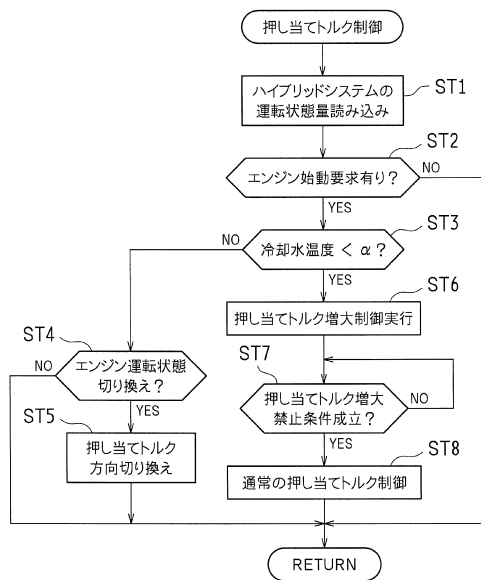 押し当てトルク制御
ST1
ハイブリッドシステムの
運転状態量読み込み
ST2
エンジン始動要求有り？
NO
YES
ST3
冷却水温度 < α？
NO
YES
ST6
押し当てトルク増大制御実行
ST4
エンジン運転状態
切り換え？
NO
YES
ST5
押し当てトルク
方向切り換え
ST7
押し当てトルク増大
禁止条件成立？
NO
YES
ST8
通常の押し当てトルク制御
RETURN